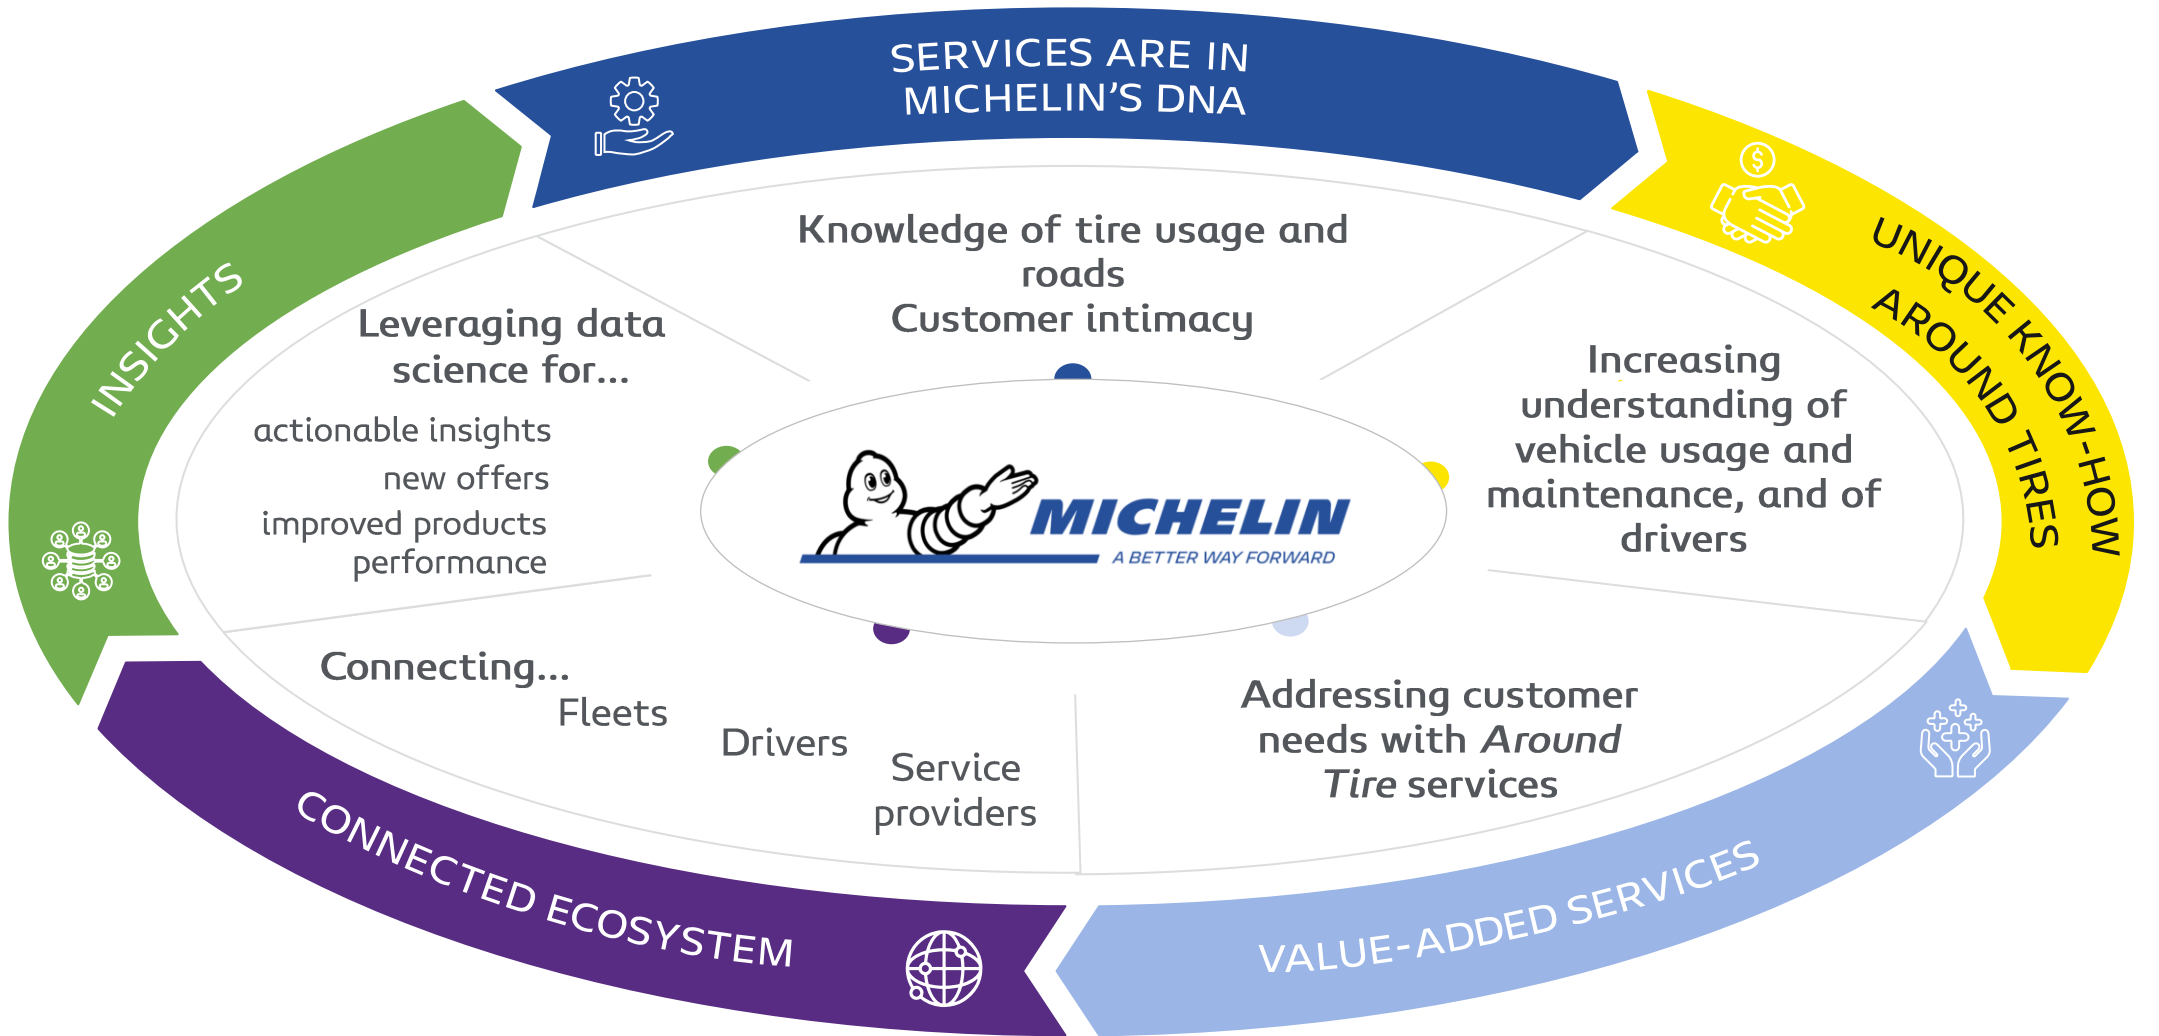 SERVICES ARE IN
MICHELIN'S DNA
Knowledge of tire usage and
roads
Customer intimacy
UNIQUE KNOW-HOW
AROUND TIRES
Increasing
understanding of
vehicle usage and
maintenance, and of
drivers
VALUE-ADDED SERVICES
Addressing customer
needs with Around
Tire services
CONNECTED ECOSYSTEM
Connecting...
Fleets
Drivers
Service
providers
INSIGHTS
Leveraging data
science for...
actionable insights
new offers
improved products
performance
MICHELIN
A BETTER WAY FORWARD
$